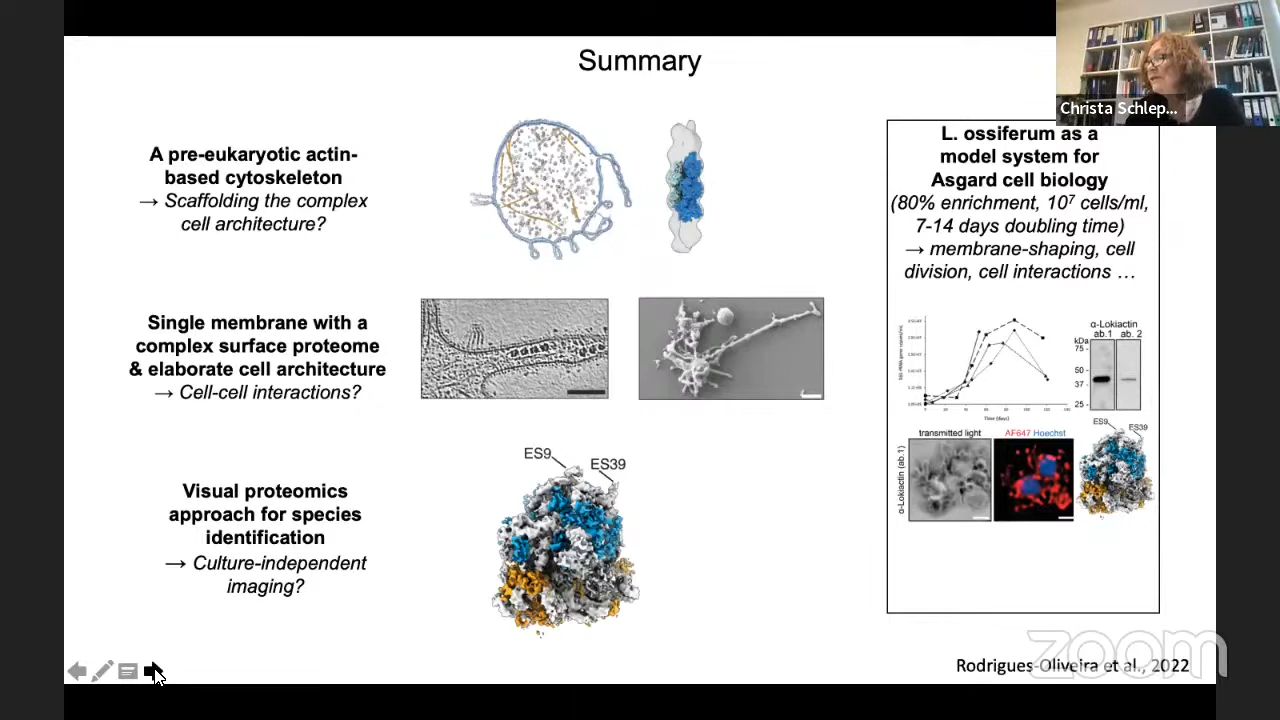 Summary
Christa Schlep...
A pre-eukaryotic actin-
based cytoskeleton
→ Scaffolding the complex
cell architecture?
Single membrane with a
complex surface proteome
& elaborate cell architecture
→ Cell-cell interactions?
ES9
ES39
Visual proteomics
approach for species
identification
→ Culture-independent
imaging?
L. ossiferum as a
model system for
Asgard cell biology
(80% enrichment, 10⁷ cells/ml,
7-14 days doubling time)
→ membrane-shaping, cell
division, cell interactions …
Time (days)
α-Lokiactin
ab.1 ab. 2
kDa
75 -
50 -
37 -
25 -
transmitted light
AF647 Hoechst
α-Lokiactin (ab.1)
ES9
ES39
Rodrigues-Oliveira et al., 2022
zoom